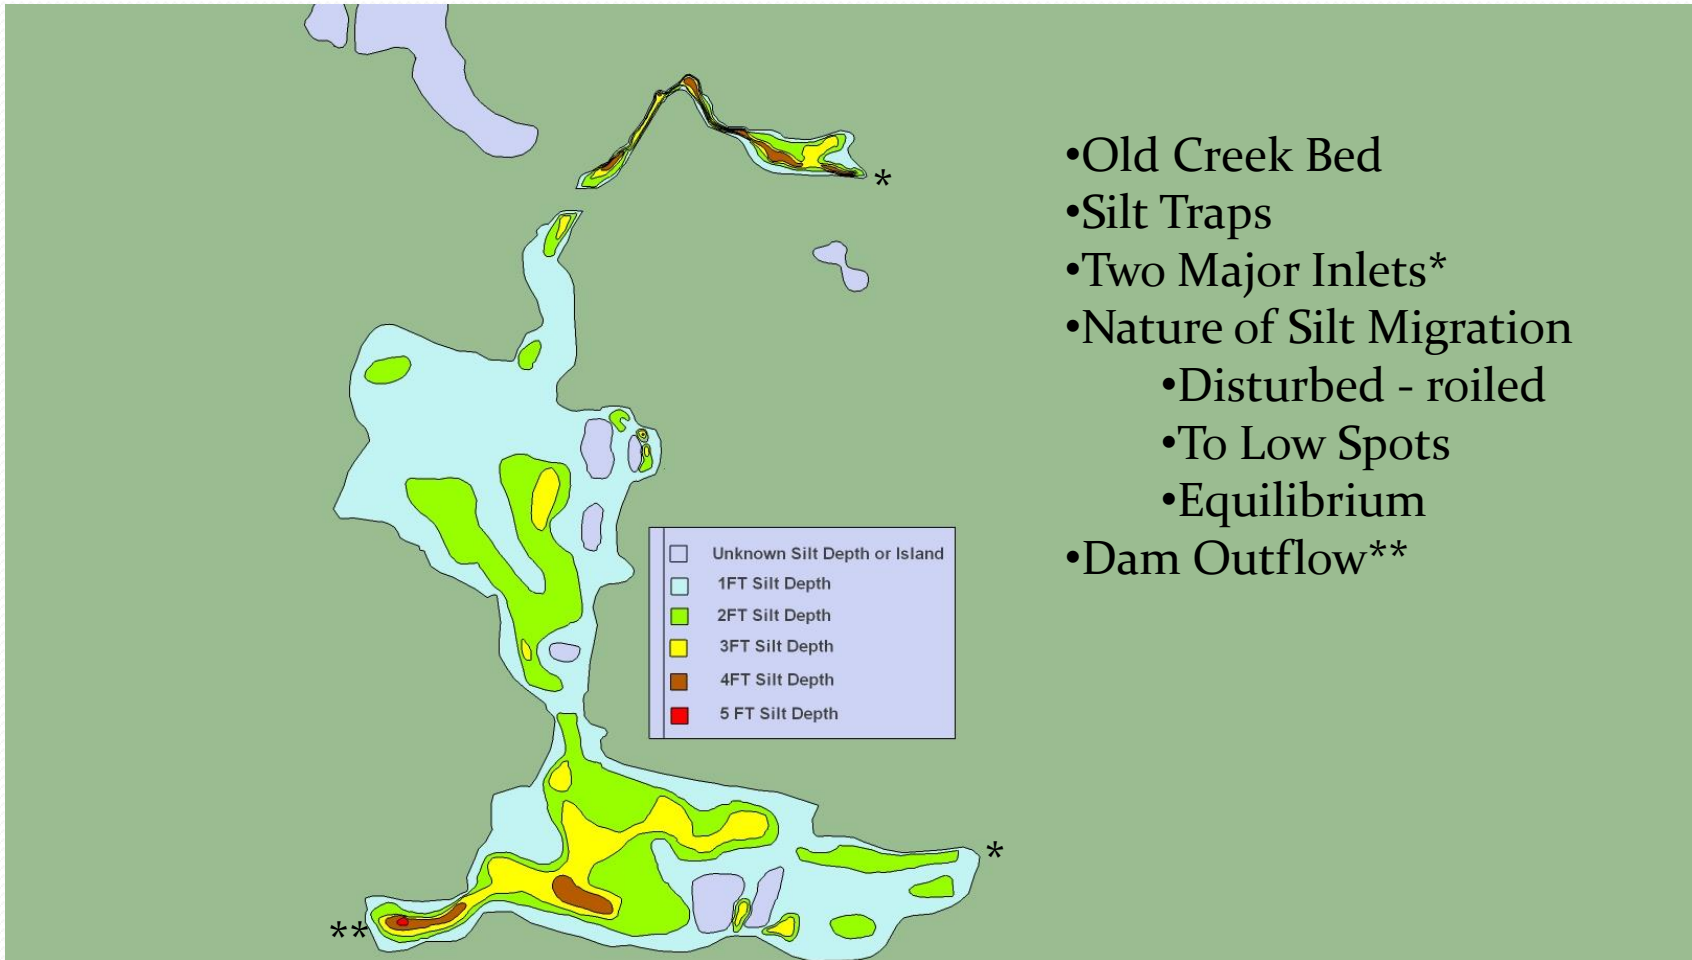 *
•Old Creek Bed
•Silt Traps
•Two Major Inlets*
•Nature of Silt Migration
•Disturbed - roiled
•To Low Spots
•Equilibrium
•Dam Outflow**
Unknown Silt Depth or Island
1FT Silt Depth
2FT Silt Depth
3FT Silt Depth
4FT Silt Depth
5 FT Silt Depth
*
**